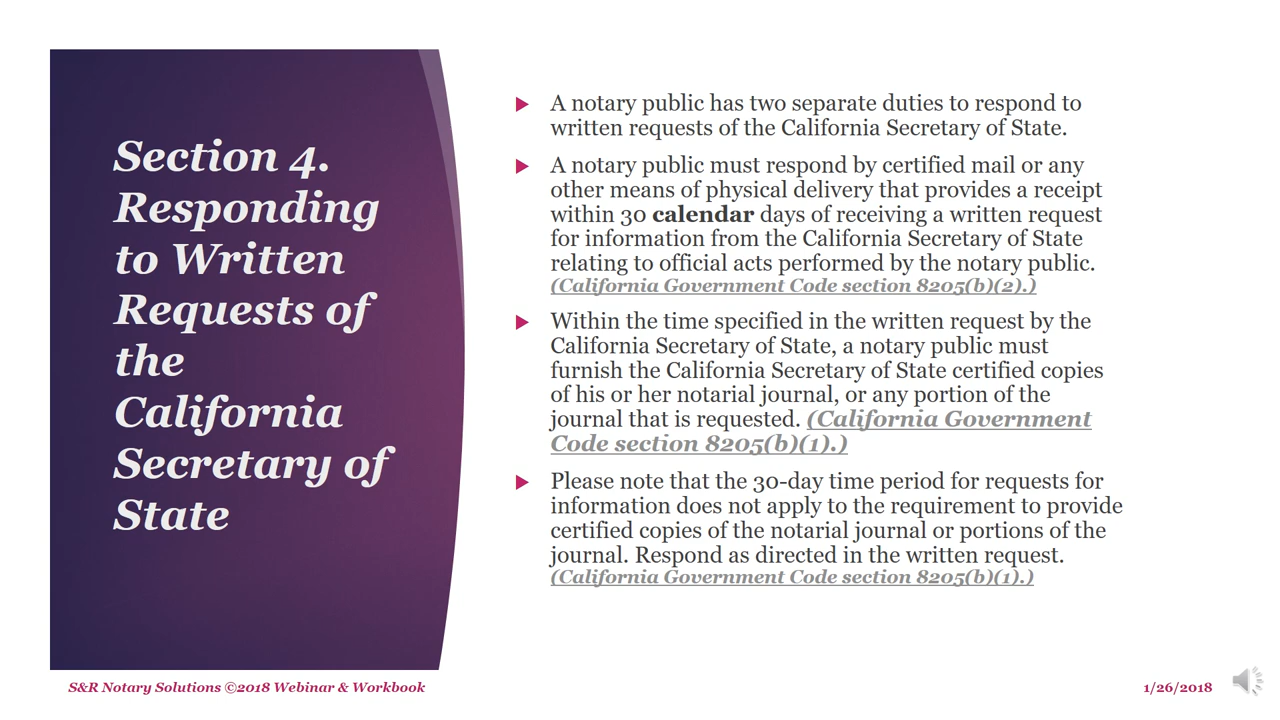 Section 4.
Responding
to Written
Requests of
the
California
Secretary of
State
A notary public has two separate duties to respond to
written requests of the California Secretary of State.
A notary public must respond by certified mail or any
other means of physical delivery that provides a receipt
within 30 calendar days of receiving a written request
for information from the California Secretary of State
relating to official acts performed by the notary public.
(California Government Code section 8205(b)(2).)
Within the time specified in the written request by the
California Secretary of State, a notary public must
furnish the California Secretary of State certified copies
of his or her notarial journal, or any portion of the
journal that is requested. (California Government
Code section 8205(b)(1).)
Please note that the 30-day time period for requests for
information does not apply to the requirement to provide
certified copies of the notarial journal or portions of the
journal. Respond as directed in the written request.
(California Government Code section 8205(b)(1).)
S&R Notary Solutions ©2018 Webinar & Workbook
1/26/2018